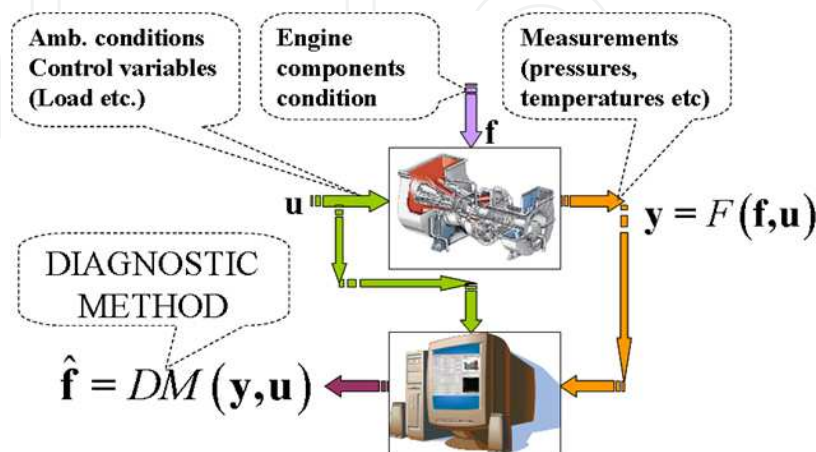 Amb. conditions
Control variables
(Load etc.)
Engine
components
condition
Measurements
(pressures,
temperatures etc)
f
u
y = F(f,u)
DIAGNOSTIC
METHOD
f̂ = DM(y,u)